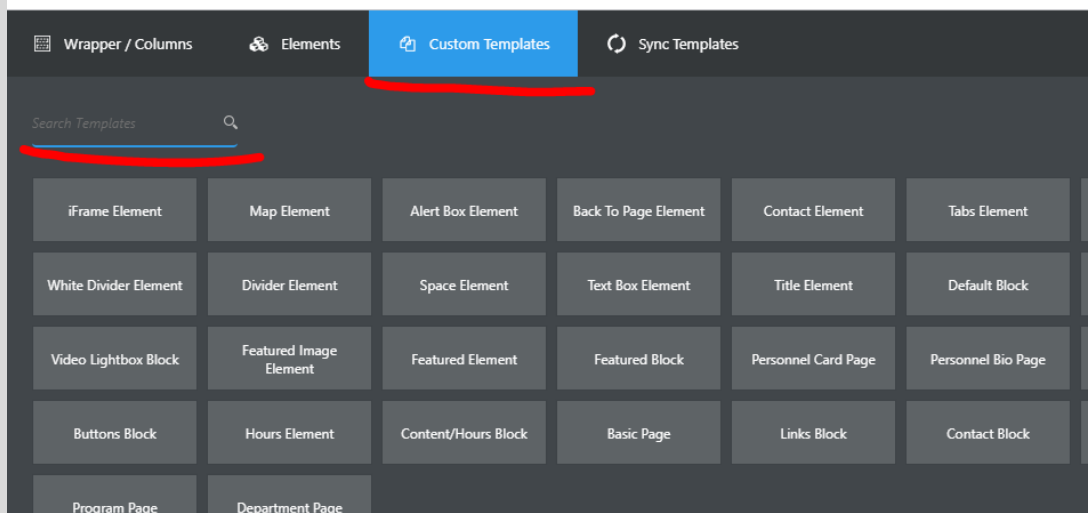 Wrapper / Columns
Elements
Custom Templates
Sync Templates
Search Templates
iFrame Element
Map Element
Alert Box Element
Back To Page Element
Contact Element
Tabs Element
White Divider Element
Divider Element
Space Element
Text Box Element
Title Element
Default Block
Video Lightbox Block
Featured Image
Element
Featured Element
Featured Block
Personnel Card Page
Personnel Bio Page
Buttons Block
Hours Element
Content/Hours Block
Basic Page
Links Block
Contact Block
Program Page
Department Page